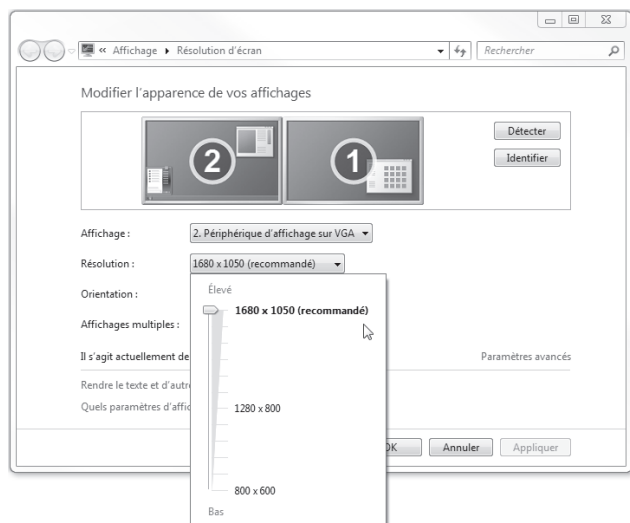 « Affichage ▸ Résolution d'écran
Rechercher
Modifier l'apparence de vos affichages
2
1
Détecter
Identifier
Affichage :
2. Périphérique d'affichage sur VGA
Résolution :
1680 x 1050 (recommandé)
Orientation :
Élevé
1680 x 1050 (recommandé)
Affichages multiples :
Il s'agit actuellement de
Paramètres avancés
Rendre le texte et d'autr
Quels paramètres d'affic
1280 x 800
OK
Annuler
Appliquer
800 x 600
Bas